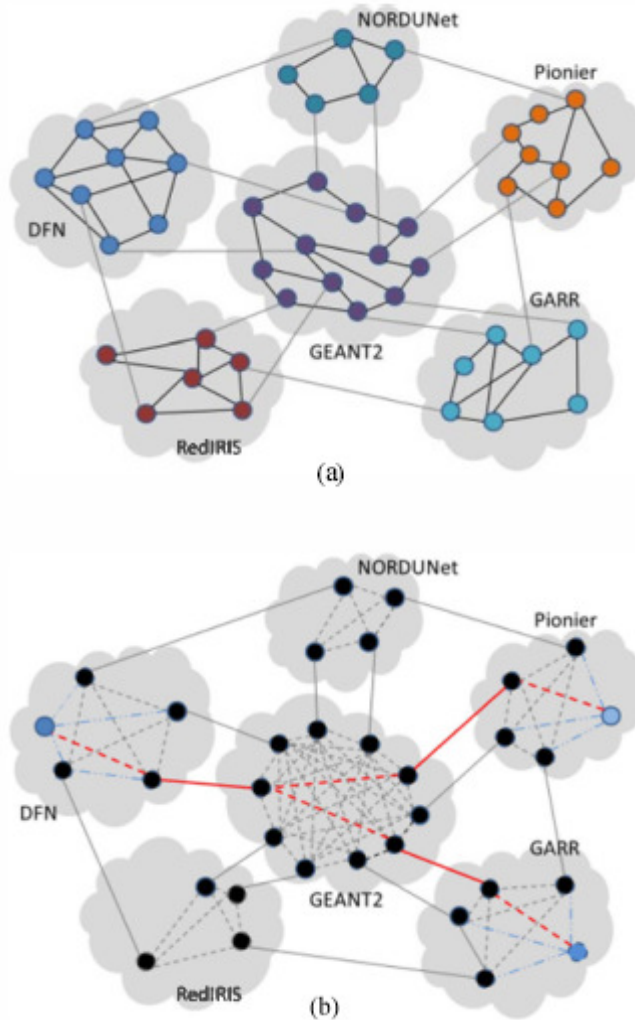 NORDUNet
Pionier
DFN
GARR
GEANT2
RedIRIS
(a)
NORDUNet
Pionier
DFN
GARR
GEANT2
RedIRIS
(b)